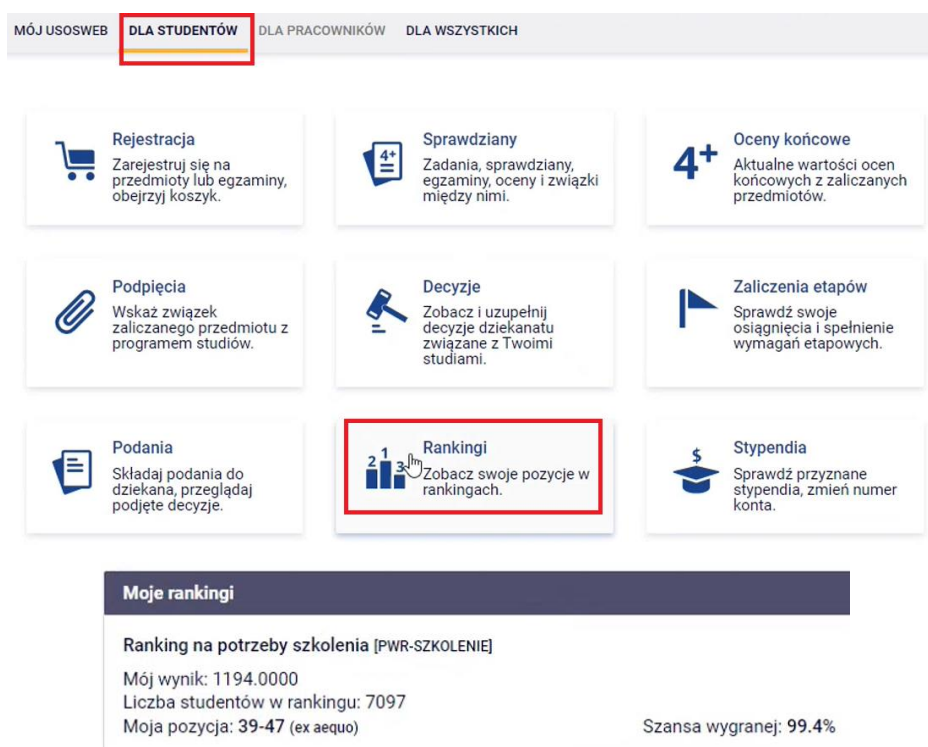 MÓJ USOSWEB DLA STUDENTÓW DLA PRACOWNIKÓW DLA WSZYSTKICH
Rejestracja
Zarejestruj się na
przedmioty lub egzaminy,
obejrzyj koszyk.
4+
Sprawdziany
Zadania, sprawdziany,
egzaminy, oceny i związki
między nimi.
4+
Oceny końcowe
Aktualne wartości ocen
końcowych z zaliczanych
przedmiotów.
Podpięcia
Wskaż związek
zaliczanego przedmiotu z
programem studiów.
Decyzje
Zobacz i uzupełnij
decyzje dziekanatu
związane z Twoimi
studiami.
Zaliczenia etapów
Sprawdź swoje
osiągnięcia i spełnienie
wymagań etapowych.
Podania
Składaj podania do
dziekana, przeglądaj
podjęte decyzje.
2 1 3
Rankingi
Zobacz swoje pozycje w
rankingach.
$
Stypendia
Sprawdź przyznane
stypendia, zmień numer
konta.
Moje rankingi
Ranking na potrzeby szkolenia [PWR-SZKOLENIE]
Mój wynik: 1194.0000
Liczba studentów w rankingu: 7097
Moja pozycja: 39-47 (ex aequo) Szansa wygranej: 99.4%